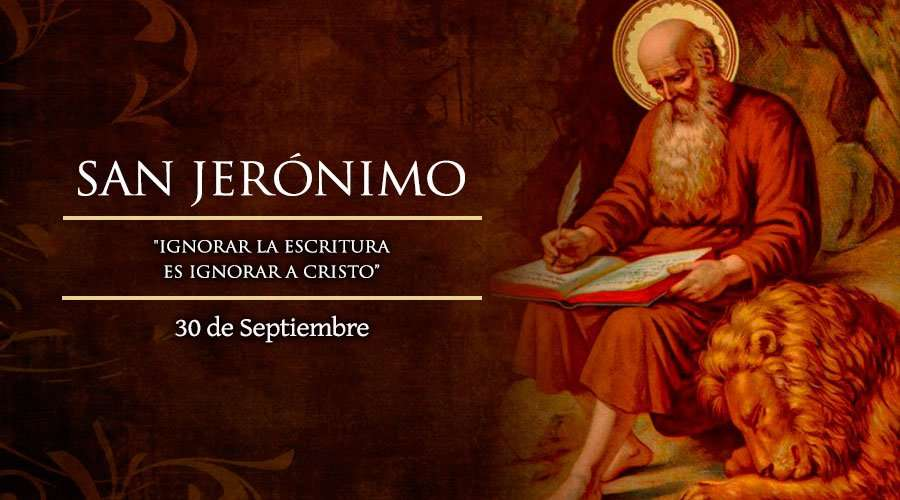 SAN JERÓNIMO
"IGNORAR LA ESCRITURA
ES IGNORAR A CRISTO”
30 de Septiembre